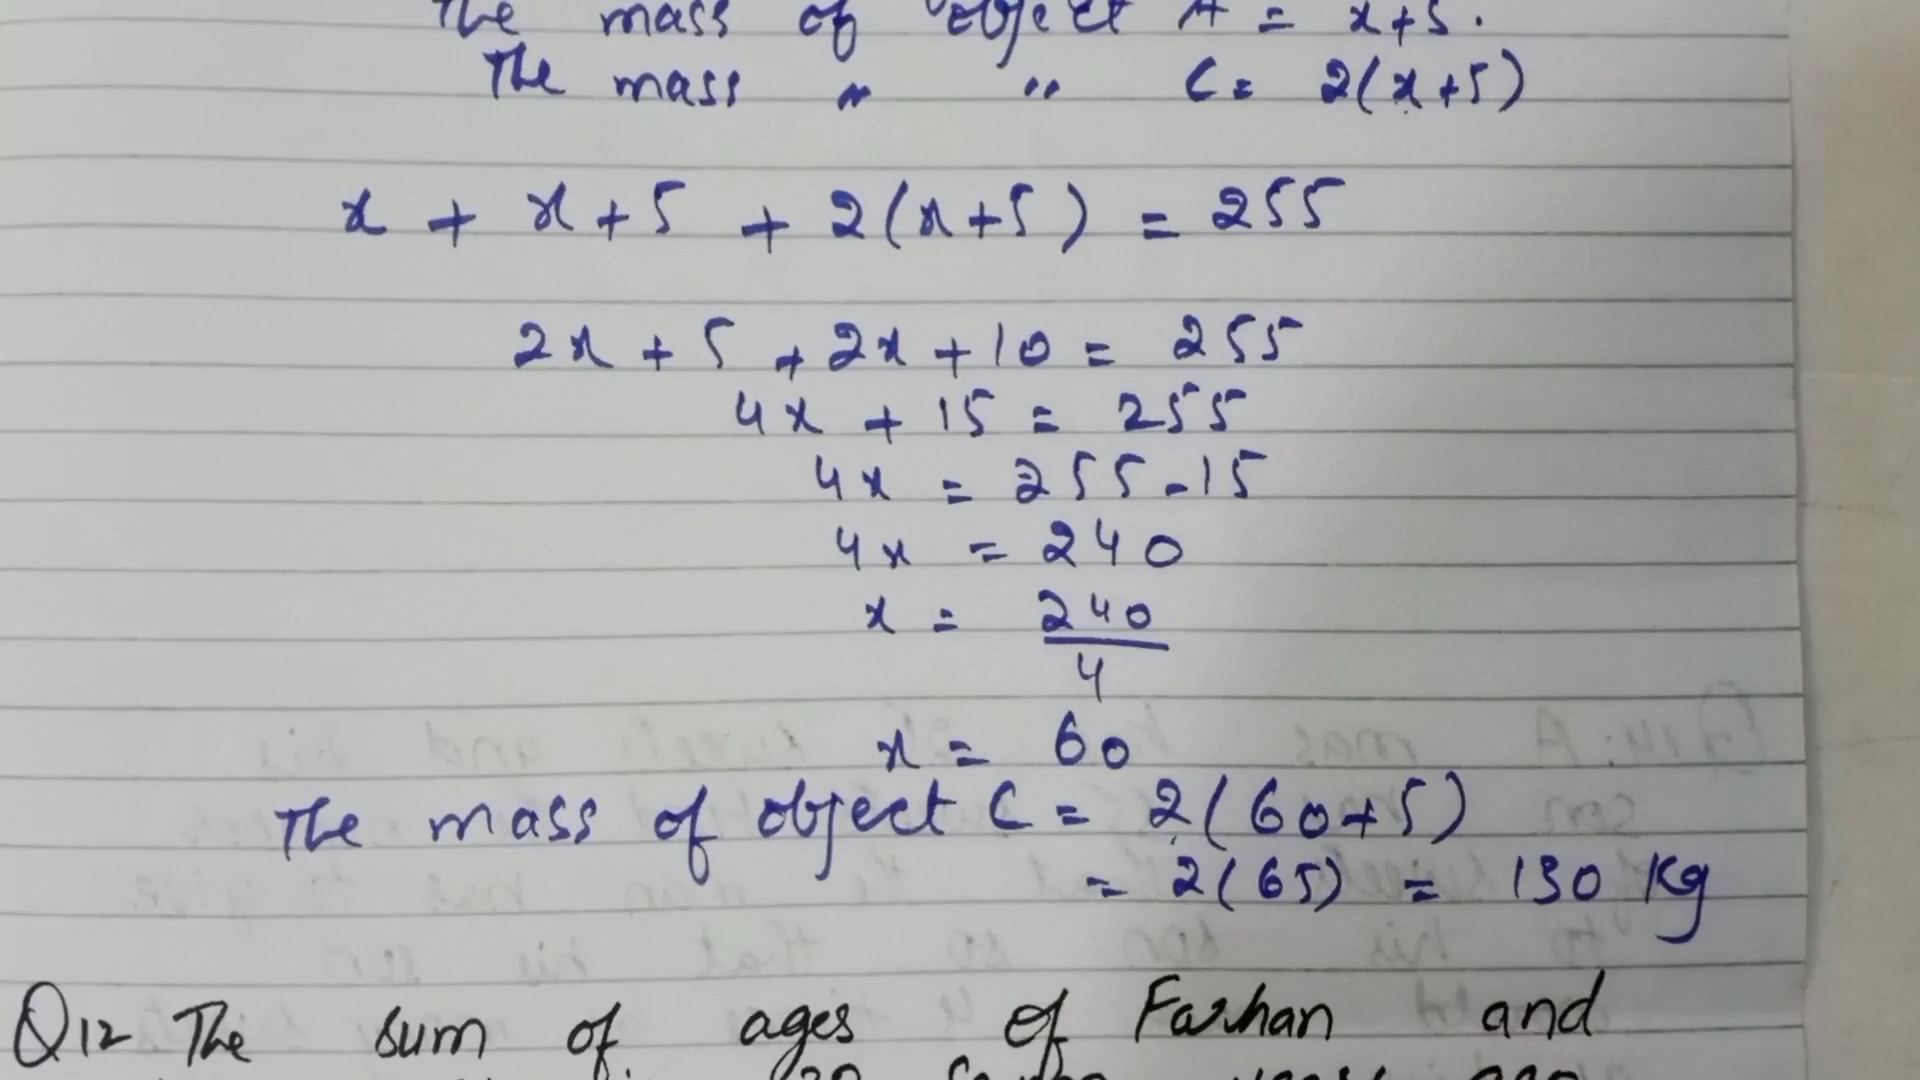 The mass of object A = x+5.
The mass " " C = 2(x+5)
x + x+5 + 2(x+5) = 255
2x + 5 + 2x + 10 = 255
4x + 15 = 255
4x = 255-15
4x = 240
x = 240
4
x = 60
The mass of object C = 2(60+5)
= 2(65) = 130 Kg
Q12 The sum of ages of Farhan and